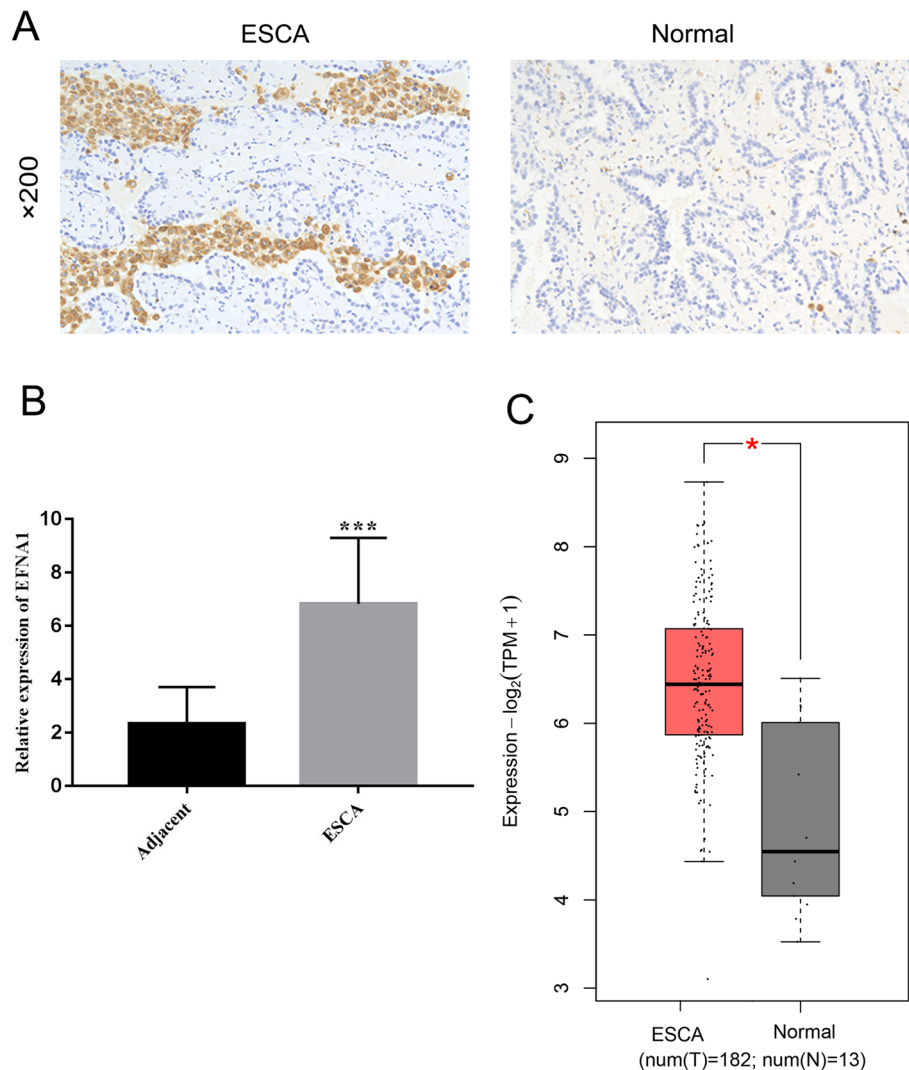 A
ESCA
Normal
×200
B
Relative expression of EFNA1
10
8
6
4
2
0
***
Adjacent
ESCA
C
Expression – log₂(TPM + 1)
9
8
7
6
5
4
3
*
ESCA
Normal
(num(T)=182; num(N)=13)